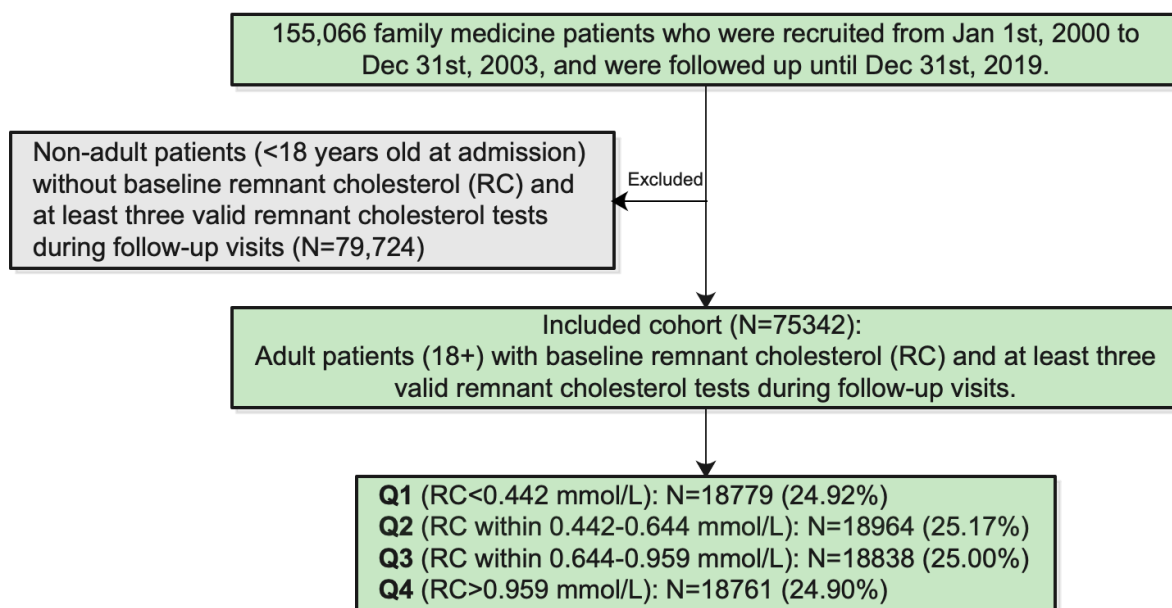 155,066 family medicine patients who were recruited from Jan 1st, 2000 to
Dec 31st, 2003, and were followed up until Dec 31st, 2019.
Non-adult patients (<18 years old at admission)
without baseline remnant cholesterol (RC) and
at least three valid remnant cholesterol tests
during follow-up visits (N=79,724)
Excluded
Included cohort (N=75342):
Adult patients (18+) with baseline remnant cholesterol (RC) and at least three
valid remnant cholesterol tests during follow-up visits.
Q1 (RC<0.442 mmol/L): N=18779 (24.92%)
Q2 (RC within 0.442-0.644 mmol/L): N=18964 (25.17%)
Q3 (RC within 0.644-0.959 mmol/L): N=18838 (25.00%)
Q4 (RC>0.959 mmol/L): N=18761 (24.90%)